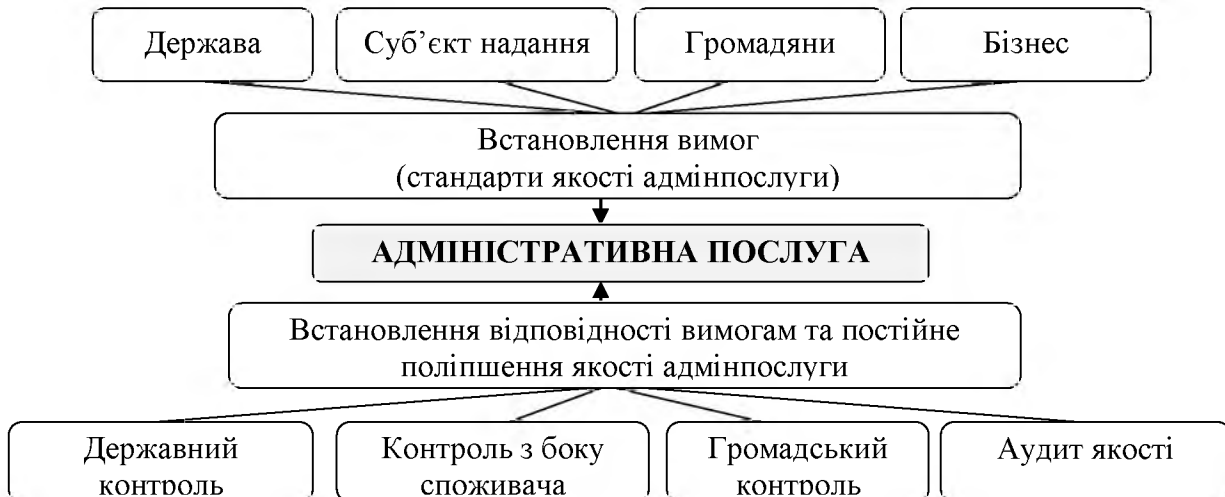 Держава
Суб’єкт надання
Громадяни
Бізнес
Встановлення вимог
(стандарти якості адмінпослуги)
АДМІНІСТРАТИВНА ПОСЛУГА
Встановлення відповідності вимогам та постійне
поліпшення якості адмінпослуги
Державний
контроль
Контроль з боку
споживача
Громадський
контроль
Аудит якості